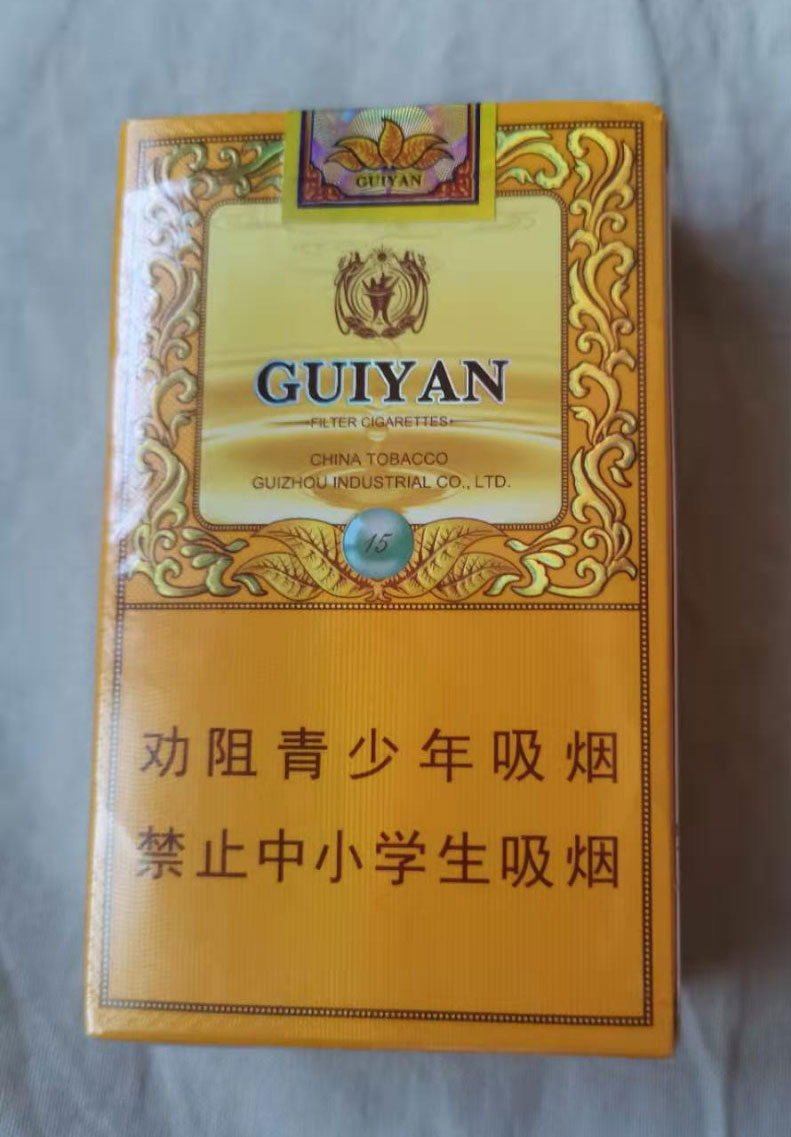 GUIYAN
GUIYAN
·FILTER CIGARETTES·
CHINA TOBACCO
GUIZHOU INDUSTRIAL CO., LTD.
15
劝阻青少年吸烟
禁止中小学生吸烟